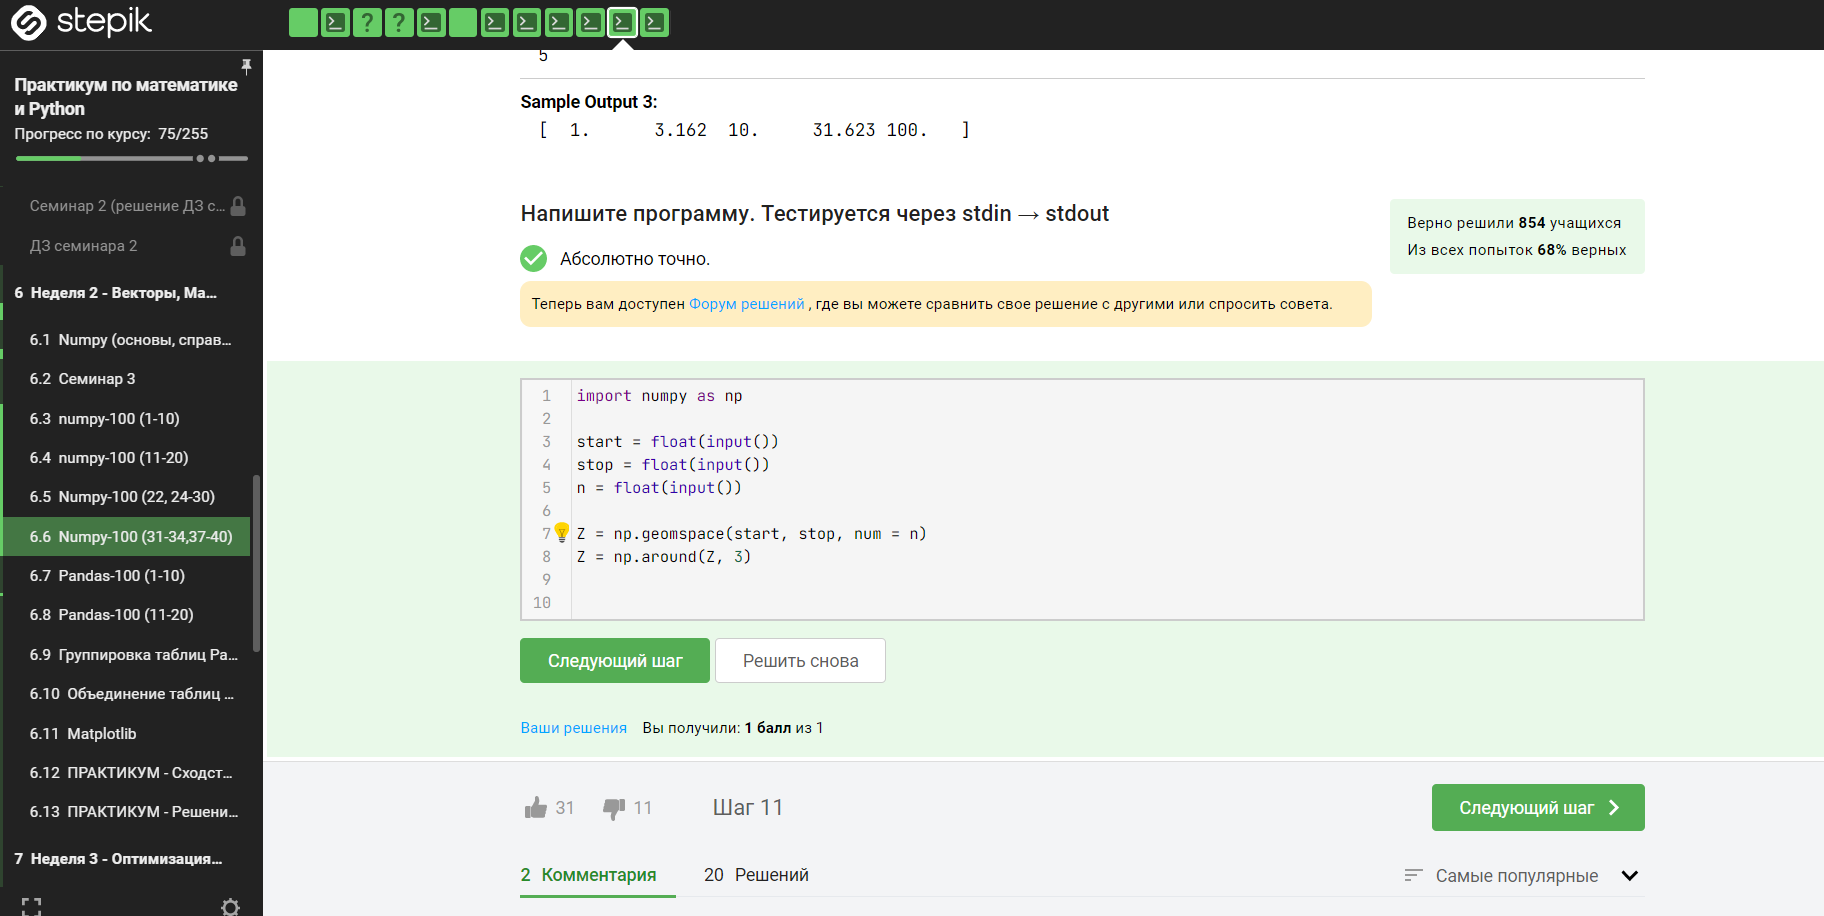 stepik
? ?
Практикум по математике
и Python
Прогресс по курсу: 75/255
Семинар 2 (решение ДЗ с...
ДЗ семинара 2
6 Неделя 2 - Векторы, Ма...
6.1 Numpy (основы, справ...
6.2 Семинар 3
6.3 numpy-100 (1-10)
6.4 numpy-100 (11-20)
6.5 Numpy-100 (22, 24-30)
6.6 Numpy-100 (31-34,37-40)
6.7 Pandas-100 (1-10)
6.8 Pandas-100 (11-20)
6.9 Группировка таблиц Pa...
6.10 Объединение таблиц ...
6.11 Matplotlib
6.12 ПРАКТИКУМ - Сходст...
6.13 ПРАКТИКУМ - Решени...
7 Неделя 3 - Оптимизация...
5
Sample Output 3:
[  1.      3.162  10.     31.623 100.   ]
Напишите программу. Тестируется через stdin → stdout
Верно решили 854 учащихся
Из всех попыток 68% верных
Абсолютно точно.
Теперь вам доступен Форум решений , где вы можете сравнить свое решение с другими или спросить совета.
1 import numpy as np
2
3 start = float(input())
4 stop = float(input())
5 n = float(input())
6
7 Z = np.geomspace(start, stop, num = n)
8 Z = np.around(Z, 3)
9
10
Следующий шаг Решить снова
Ваши решения Вы получили: 1 балл из 1
31 11 Шаг 11 Следующий шаг
2 Комментария 20 Решений Самые популярные